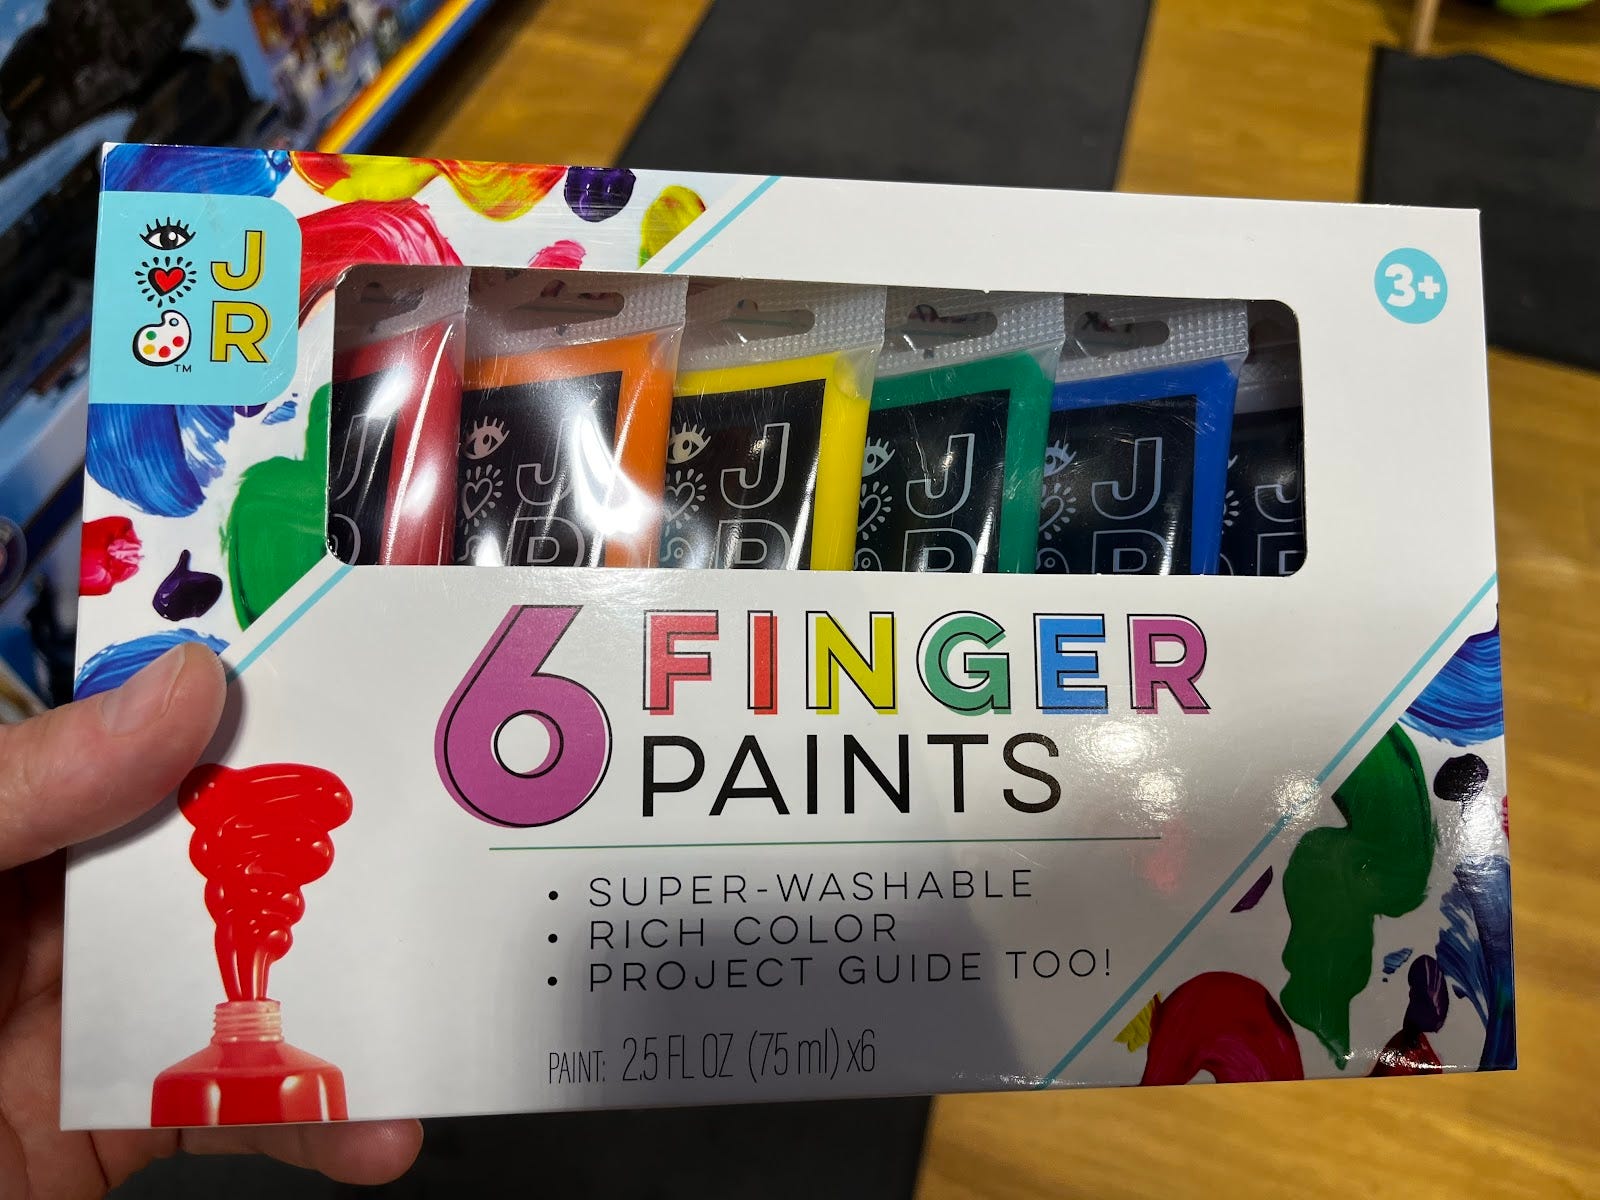 J
R
TM
3+
J
J
R
J
R
J
R
J
R
J
R
6 FINGER
PAINTS
• SUPER-WASHABLE
• RICH COLOR
• PROJECT GUIDE TOO!
PAINT: 2.5 FL OZ (75 ml) x6